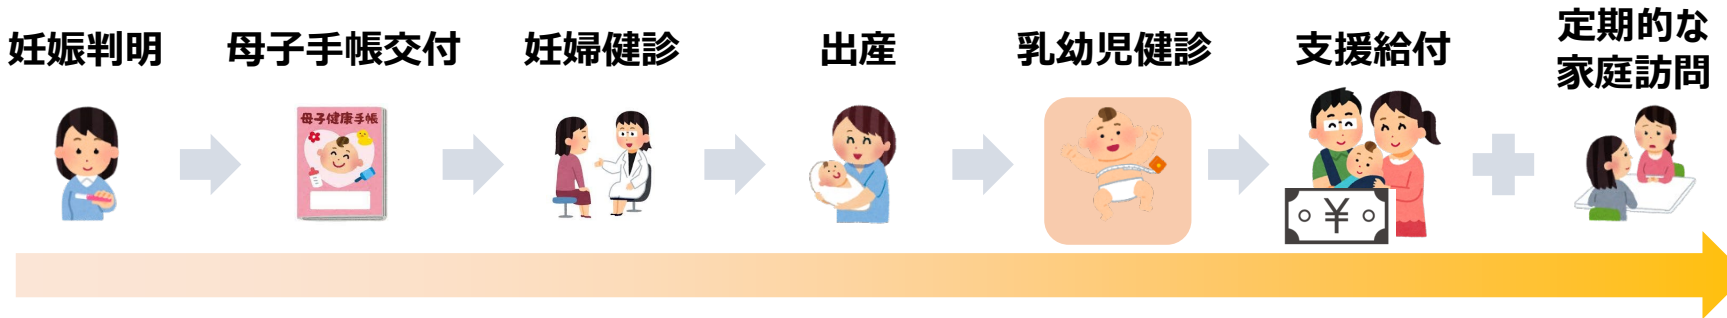 妊娠判明
母子手帳交付
妊婦健診
出産
乳幼児健診
支援給付
定期的な
家庭訪問
母子健康手帳
¥